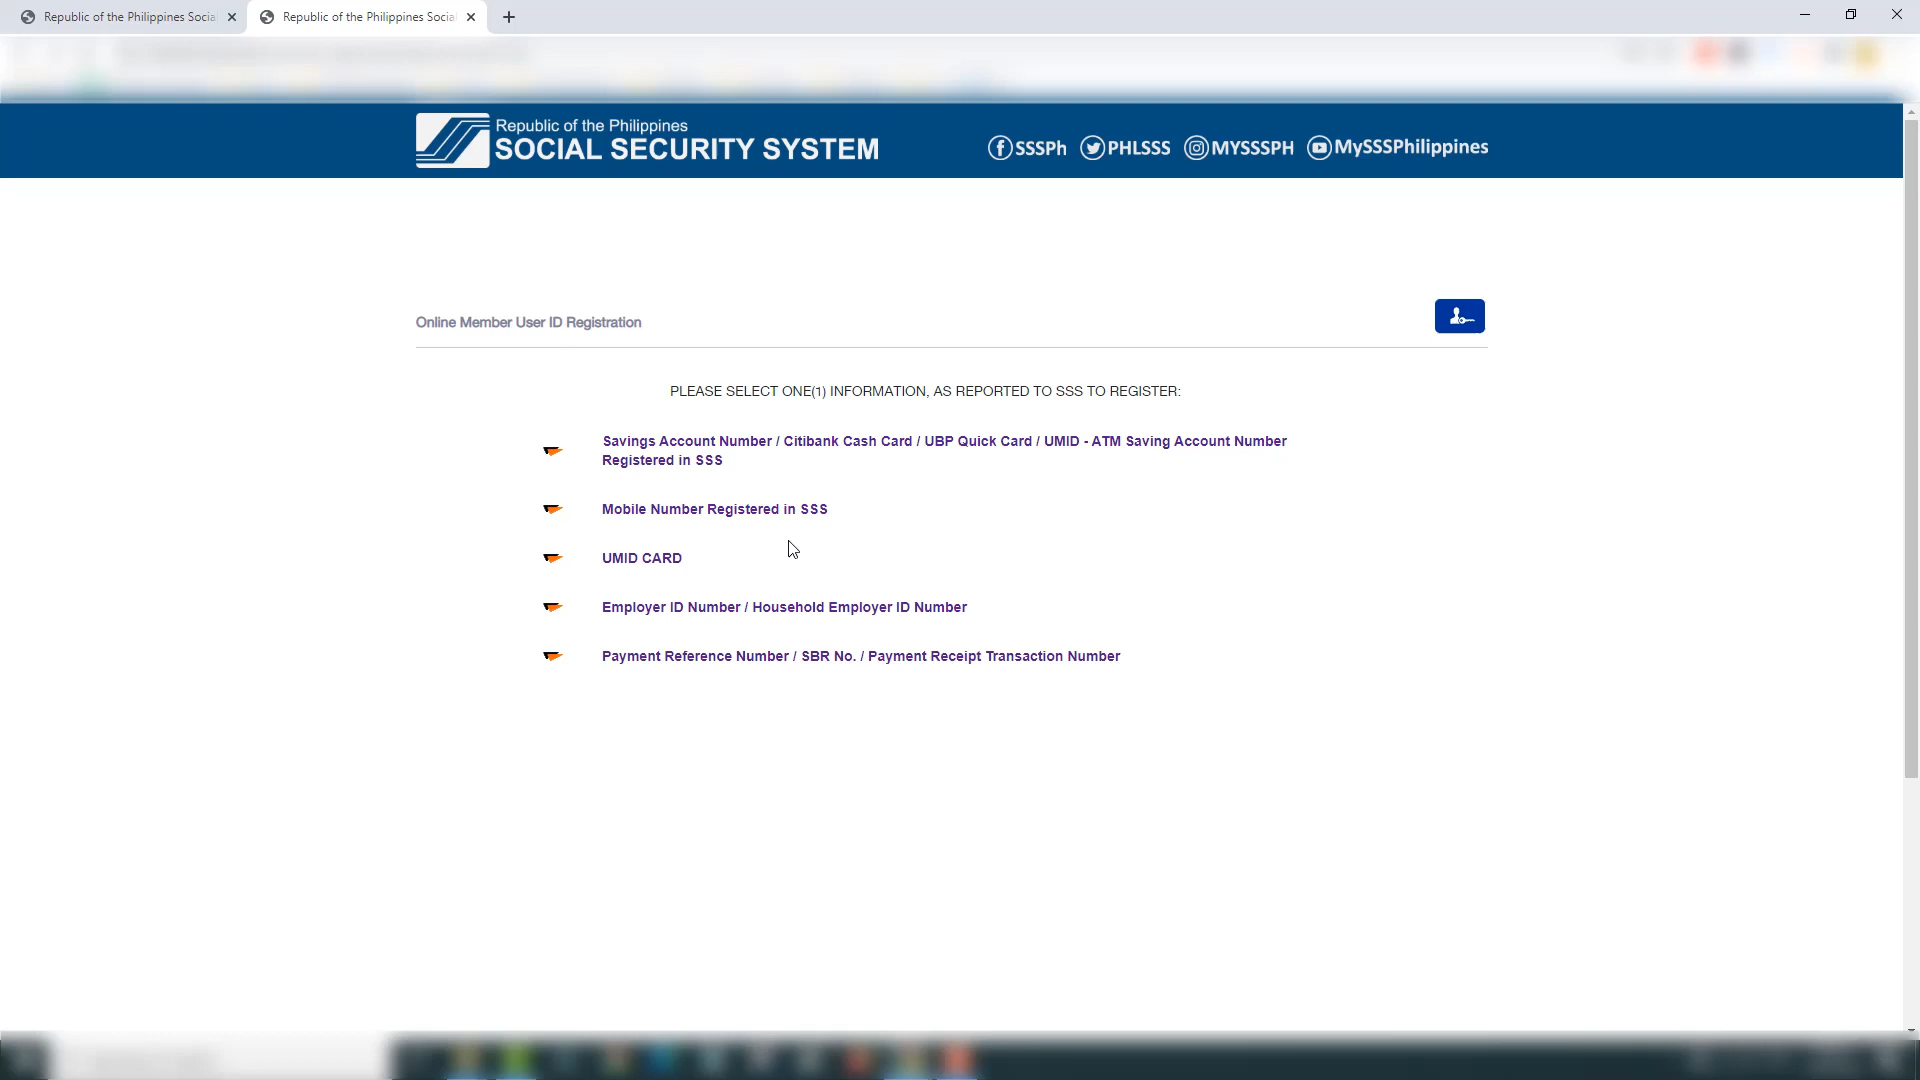 Republic of the Philippines Socia
Republic of the Philippines Social
Republic of the Philippines
SOCIAL SECURITY SYSTEM
SSSPh PHLSSS MYSSSPH MySSSPhilippines
Online Member User ID Registration
PLEASE SELECT ONE(1) INFORMATION, AS REPORTED TO SSS TO REGISTER:
Savings Account Number / Citibank Cash Card / UBP Quick Card / UMID - ATM Saving Account Number
Registered in SSS
Mobile Number Registered in SSS
UMID CARD
Employer ID Number / Household Employer ID Number
Payment Reference Number / SBR No. / Payment Receipt Transaction Number